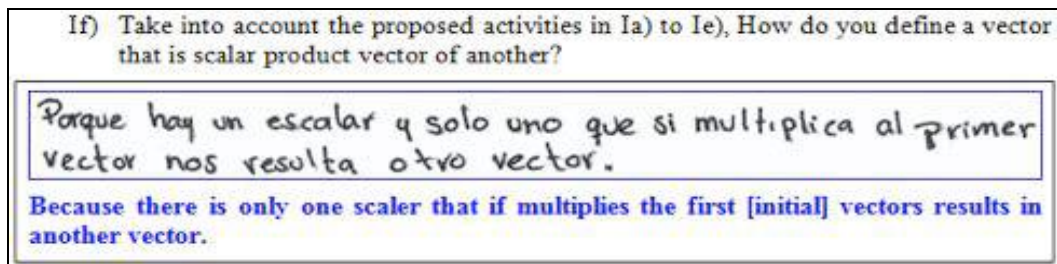 If) Take into account the proposed activities in Ia) to Ie), How do you define a vector
that is scalar product vector of another?
Porque hay un escalar y solo uno que si multiplica al primer
vector nos resulta otro vector.
Because there is only one scaler that if multiplies the first [initial] vectors results in
another vector.